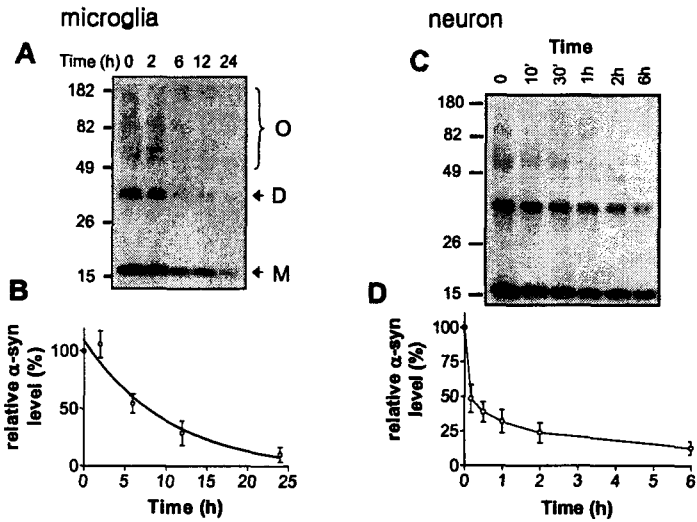 microglia
A
Time (h) 0 2 6 12 24
182
82
49
26
15
O
D
M
B
relative α-syn
level (%)
100
50
0
0 5 10 15 20 25
Time (h)
neuron
C
Time
0 10' 30' 1h 2h 6h
180
82
49
26
15
D
relative α-syn
level (%)
100
75
50
25
0
0 1 2 3 4 5 6
Time (h)